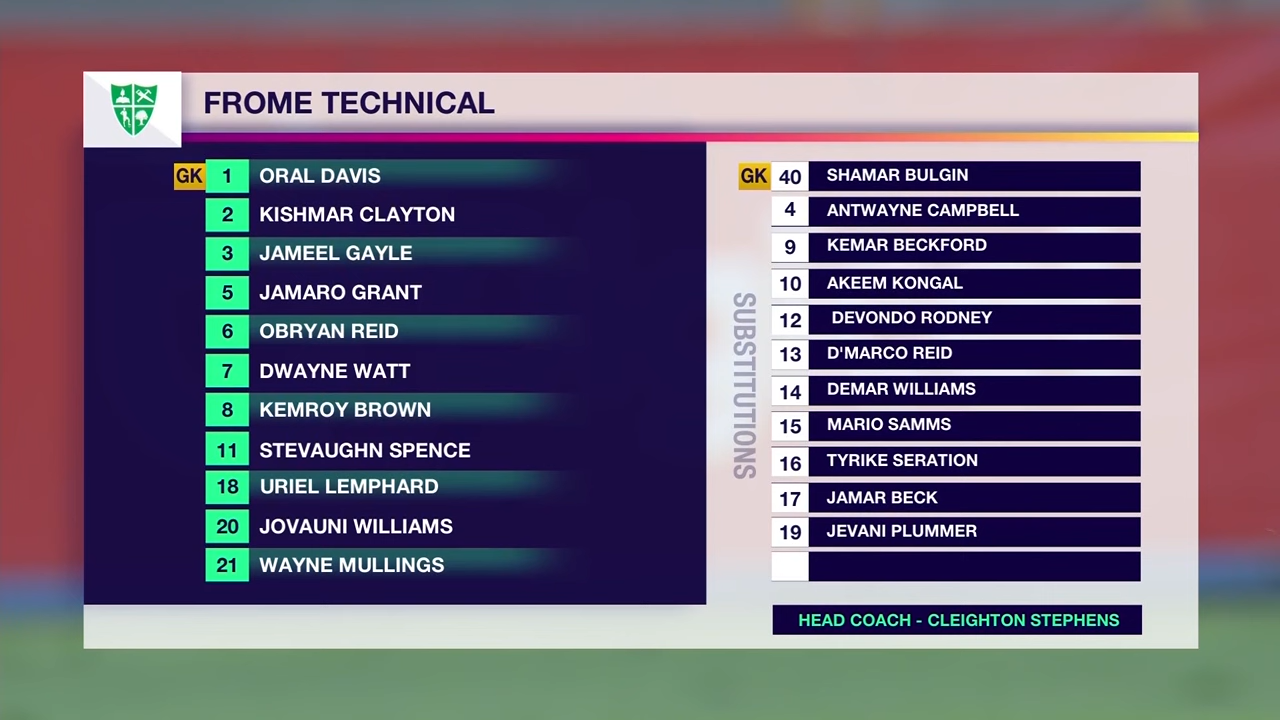 FROME TECHNICAL
GK 1 ORAL DAVIS
2 KISHMAR CLAYTON
3 JAMEEL GAYLE
5 JAMARO GRANT
6 OBRYAN REID
7 DWAYNE WATT
8 KEMROY BROWN
11 STEVAUGHN SPENCE
18 URIEL LEMPHARD
20 JOVAUNI WILLIAMS
21 WAYNE MULLINGS
SUBSTITUTIONS
GK 40 SHAMAR BULGIN
4 ANTWAYNE CAMPBELL
9 KEMAR BECKFORD
10 AKEEM KONGAL
12 DEVONDO RODNEY
13 D'MARCO REID
14 DEMAR WILLIAMS
15 MARIO SAMMS
16 TYRIKE SERATION
17 JAMAR BECK
19 JEVANI PLUMMER
HEAD COACH - CLEIGHTON STEPHENS